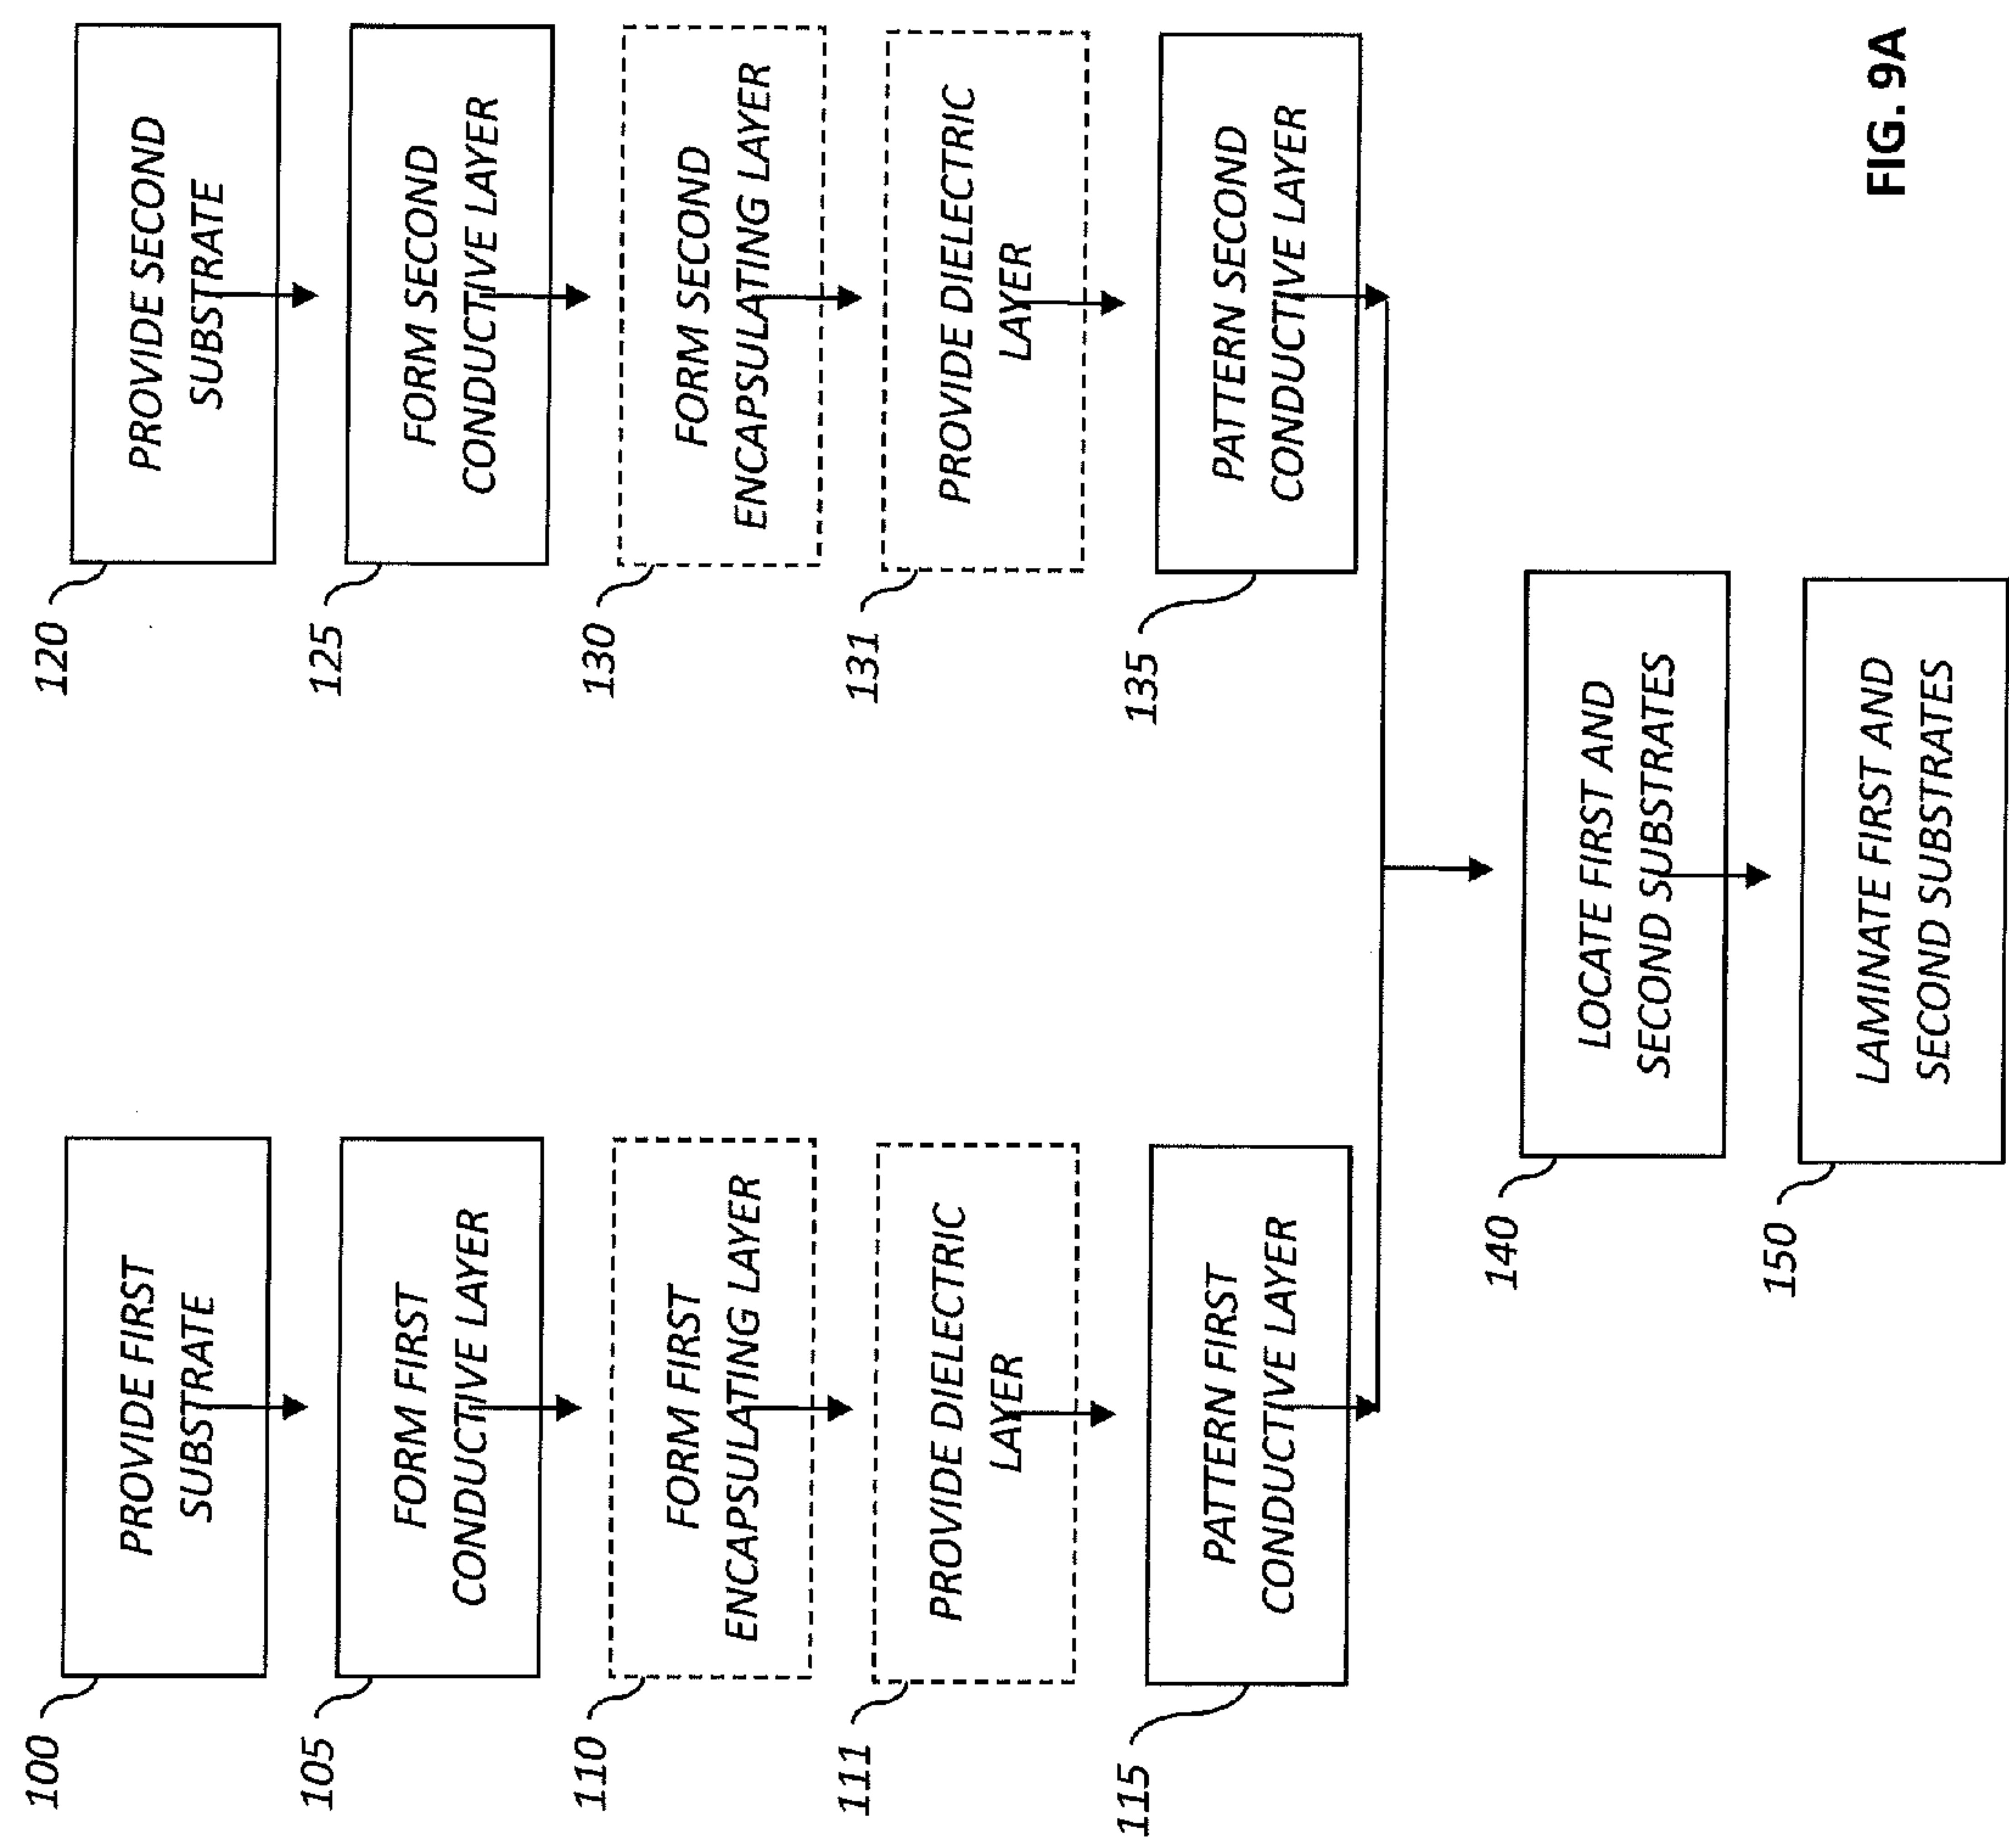 100
PROVIDE FIRST
SUBSTRATE
105
FORM FIRST
CONDUCTIVE LAYER
110
FORM FIRST
ENCAPSULATING LAYER
111
PROVIDE DIELECTRIC
LAYER
115
PATTERN FIRST
CONDUCTIVE LAYER
120
PROVIDE SECOND
SUBSTRATE
125
FORM SECOND
CONDUCTIVE LAYER
130
FORM SECOND
ENCAPSULATING LAYER
131
PROVIDE DIELECTRIC
LAYER
135
PATTERN SECOND
CONDUCTIVE LAYER
140
LOCATE FIRST AND
SECOND SUBSTRATES
150
LAMINATE FIRST AND
SECOND SUBSTRATES
FIG. 9A